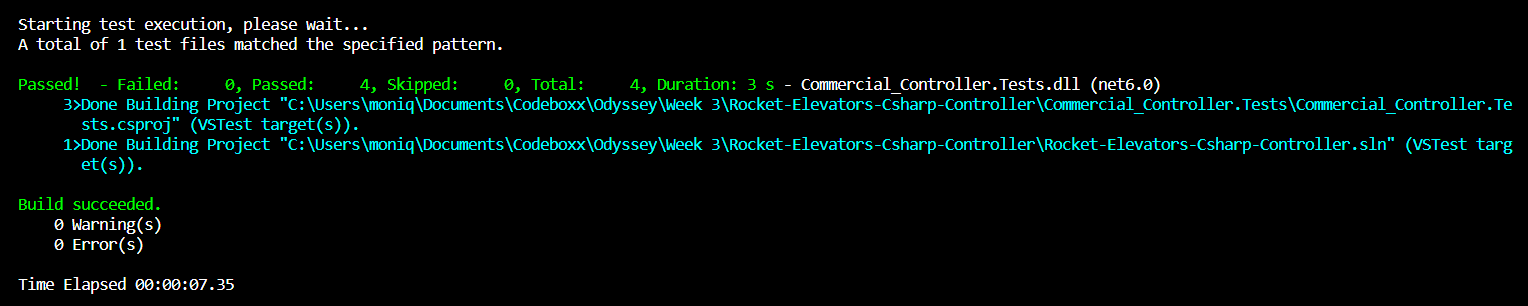 Starting test execution, please wait...
A total of 1 test files matched the specified pattern.
Passed!  - Failed:     0, Passed:     4, Skipped:     0, Total:     4, Duration: 3 s - Commercial_Controller.Tests.dll (net6.0)
     3>Done Building Project "C:\Users\moniq\Documents\Codeboxx\Odyssey\Week 3\Rocket-Elevators-Csharp-Controller\Commercial_Controller.Tests\Commercial_Controller.Te
       sts.csproj" (VSTest target(s)).
     1>Done Building Project "C:\Users\moniq\Documents\Codeboxx\Odyssey\Week 3\Rocket-Elevators-Csharp-Controller\Rocket-Elevators-Csharp-Controller.sln" (VSTest targ
       et(s)).
Build succeeded.
    0 Warning(s)
    0 Error(s)
Time Elapsed 00:00:07.35